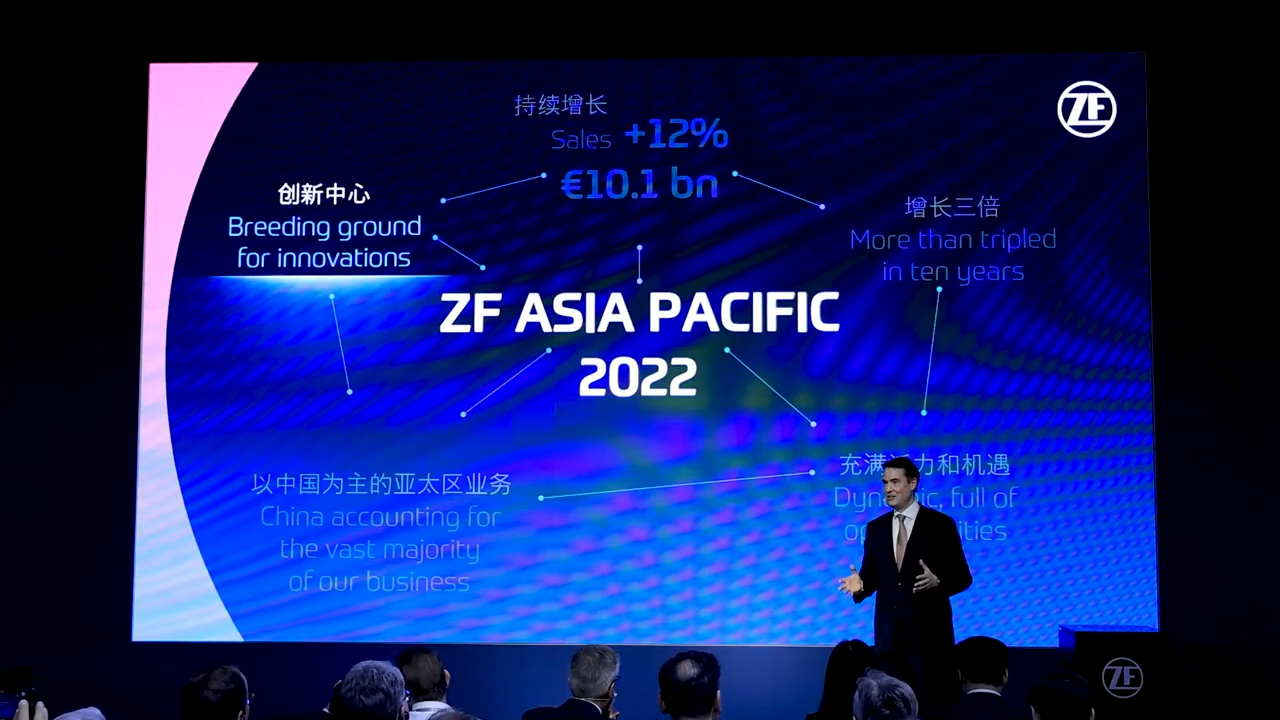 持续增长
Sales +12%
€10.1 bn
ZF
创新中心
Breeding ground
for innovations
增长三倍
More than tripled
in ten years
ZF ASIA PACIFIC
2022
以中国为主的亚太区业务
China accounting for
the vast majority
of our business
充满 力和机遇
full of
ZF